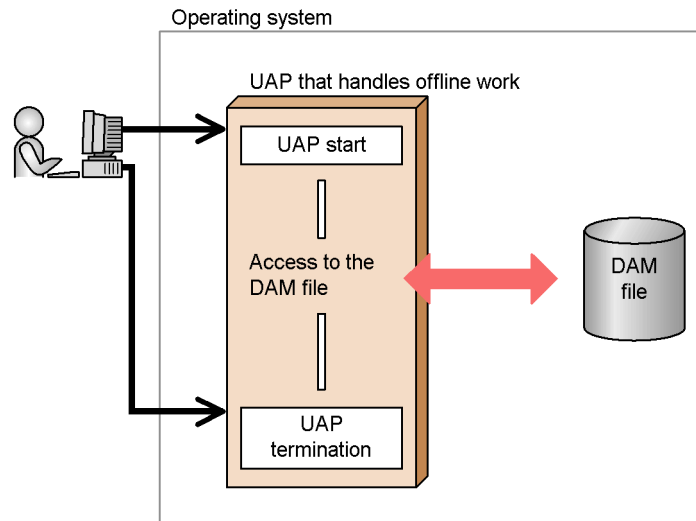 Operating system
UAP that handles offline work
UAP start
Access to the
DAM file
DAM
file
UAP
termination